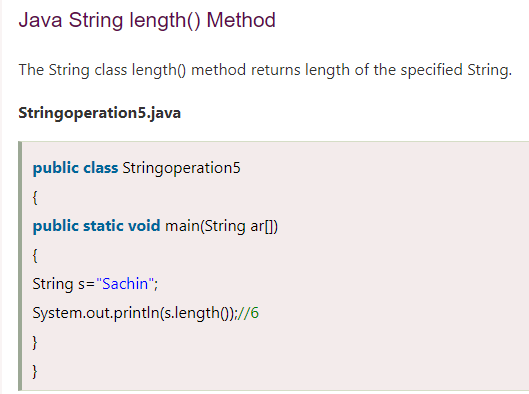 Java String length() Method
The String class length() method returns length of the specified String.
Stringoperation5.java
public class Stringoperation5
{
public static void main(String ar[])
{
String s="Sachin";
System.out.println(s.length());//6
}
}